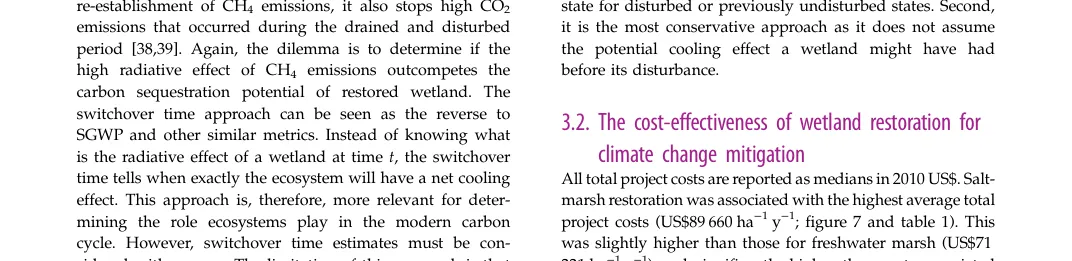 re-establishment of CH₄ emissions, it also stops high CO₂
emissions that occurred during the drained and disturbed
period [38,39]. Again, the dilemma is to determine if the
high radiative effect of CH₄ emissions outcompetes the
carbon sequestration potential of restored wetland. The
switchover time approach can be seen as the reverse to
SGWP and other similar metrics. Instead of knowing what
is the radiative effect of a wetland at time t, the switchover
time tells when exactly the ecosystem will have a net cooling
effect. This approach is, therefore, more relevant for deter-
mining the role ecosystems play in the modern carbon
cycle. However, switchover time estimates must be con-
state for disturbed or previously undisturbed states. Second,
it is the most conservative approach as it does not assume
the potential cooling effect a wetland might have had
before its disturbance.
3.2. The cost-effectiveness of wetland restoration for
climate change mitigation
All total project costs are reported as medians in 2010 US$. Salt-
marsh restoration was associated with the highest average total
project costs (US$89 660 ha⁻¹ y⁻¹; figure 7 and table 1). This
was slightly higher than those for freshwater marsh (US$71